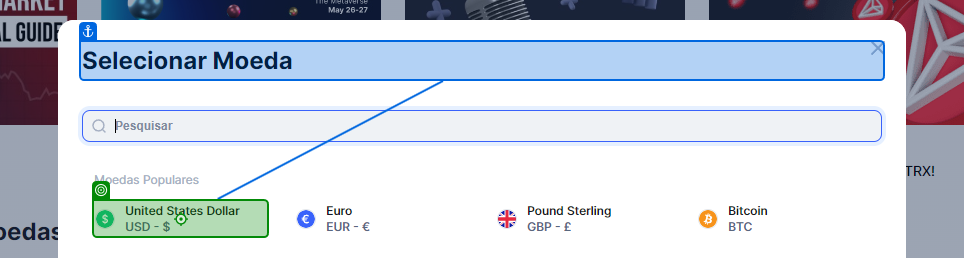 MARKET
The Metaverse
May 26-27
AL GUIDE
Selecionar Moeda
Pesquisar
TRX!
Moedas Populares
United States Dollar
USD - $
Euro
EUR - €
Pound Sterling
GBP - £
Bitcoin
BTC
oedas